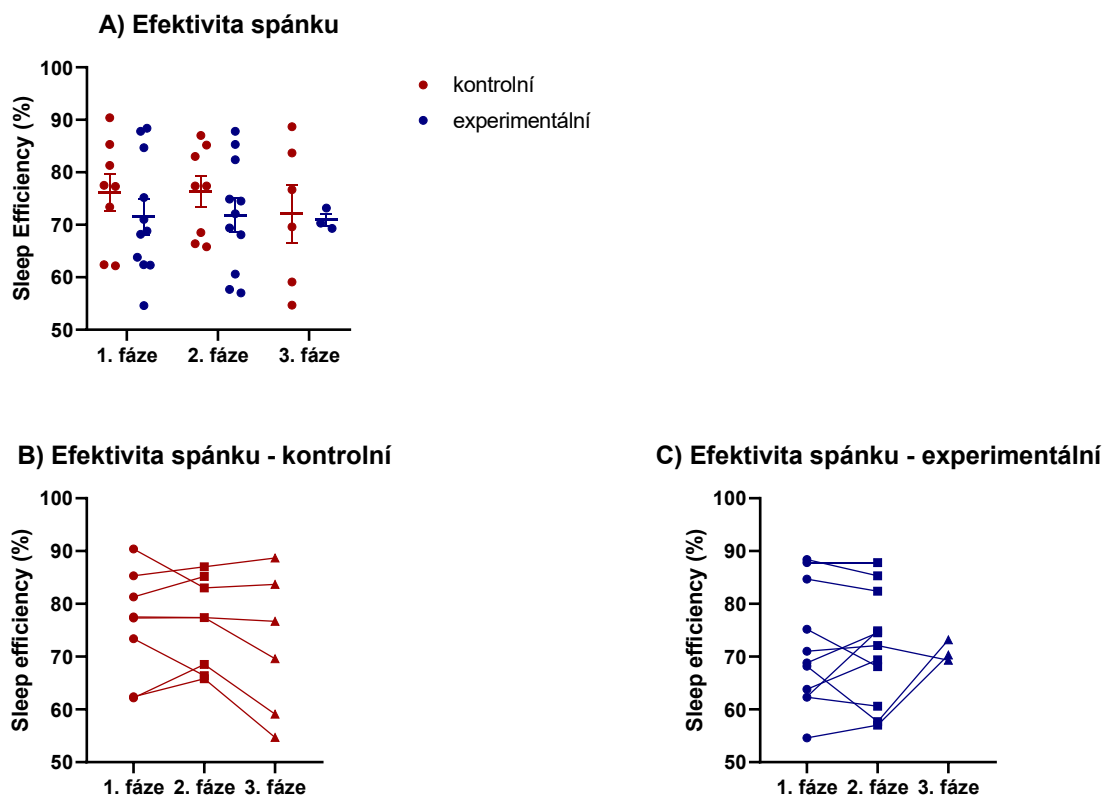 A) Efektivita spánku
100
90
80
70
60
50
Sleep Efficiency (%)
1. fáze 2. fáze 3. fáze
kontrolní
experimentální
B) Efektivita spánku - kontrolní
100
90
80
70
60
50
Sleep efficiency (%)
1. fáze 2. fáze 3. fáze
C) Efektivita spánku - experimentální
100
90
80
70
60
50
Sleep efficiency (%)
1. fáze 2. fáze 3. fáze